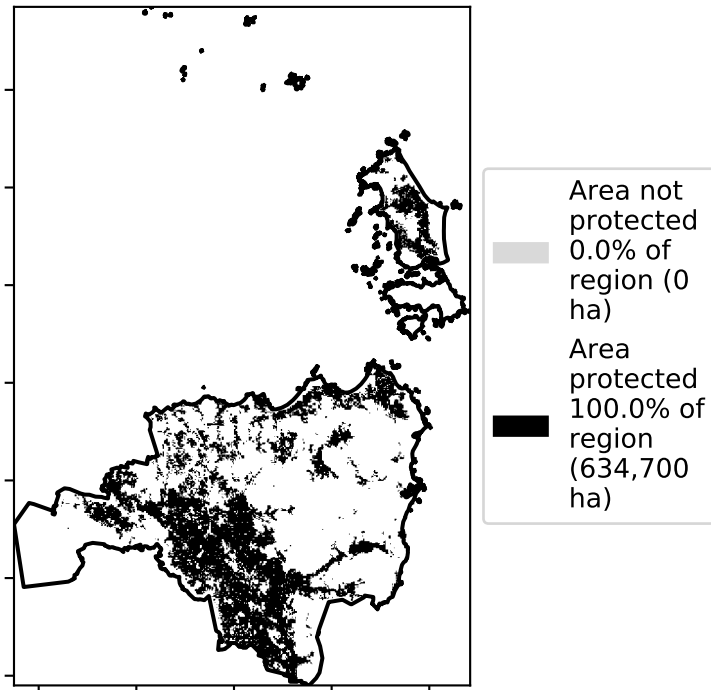 Area not
protected
0.0% of
region (0
ha)
Area
protected
100.0% of
region
(634,700
ha)